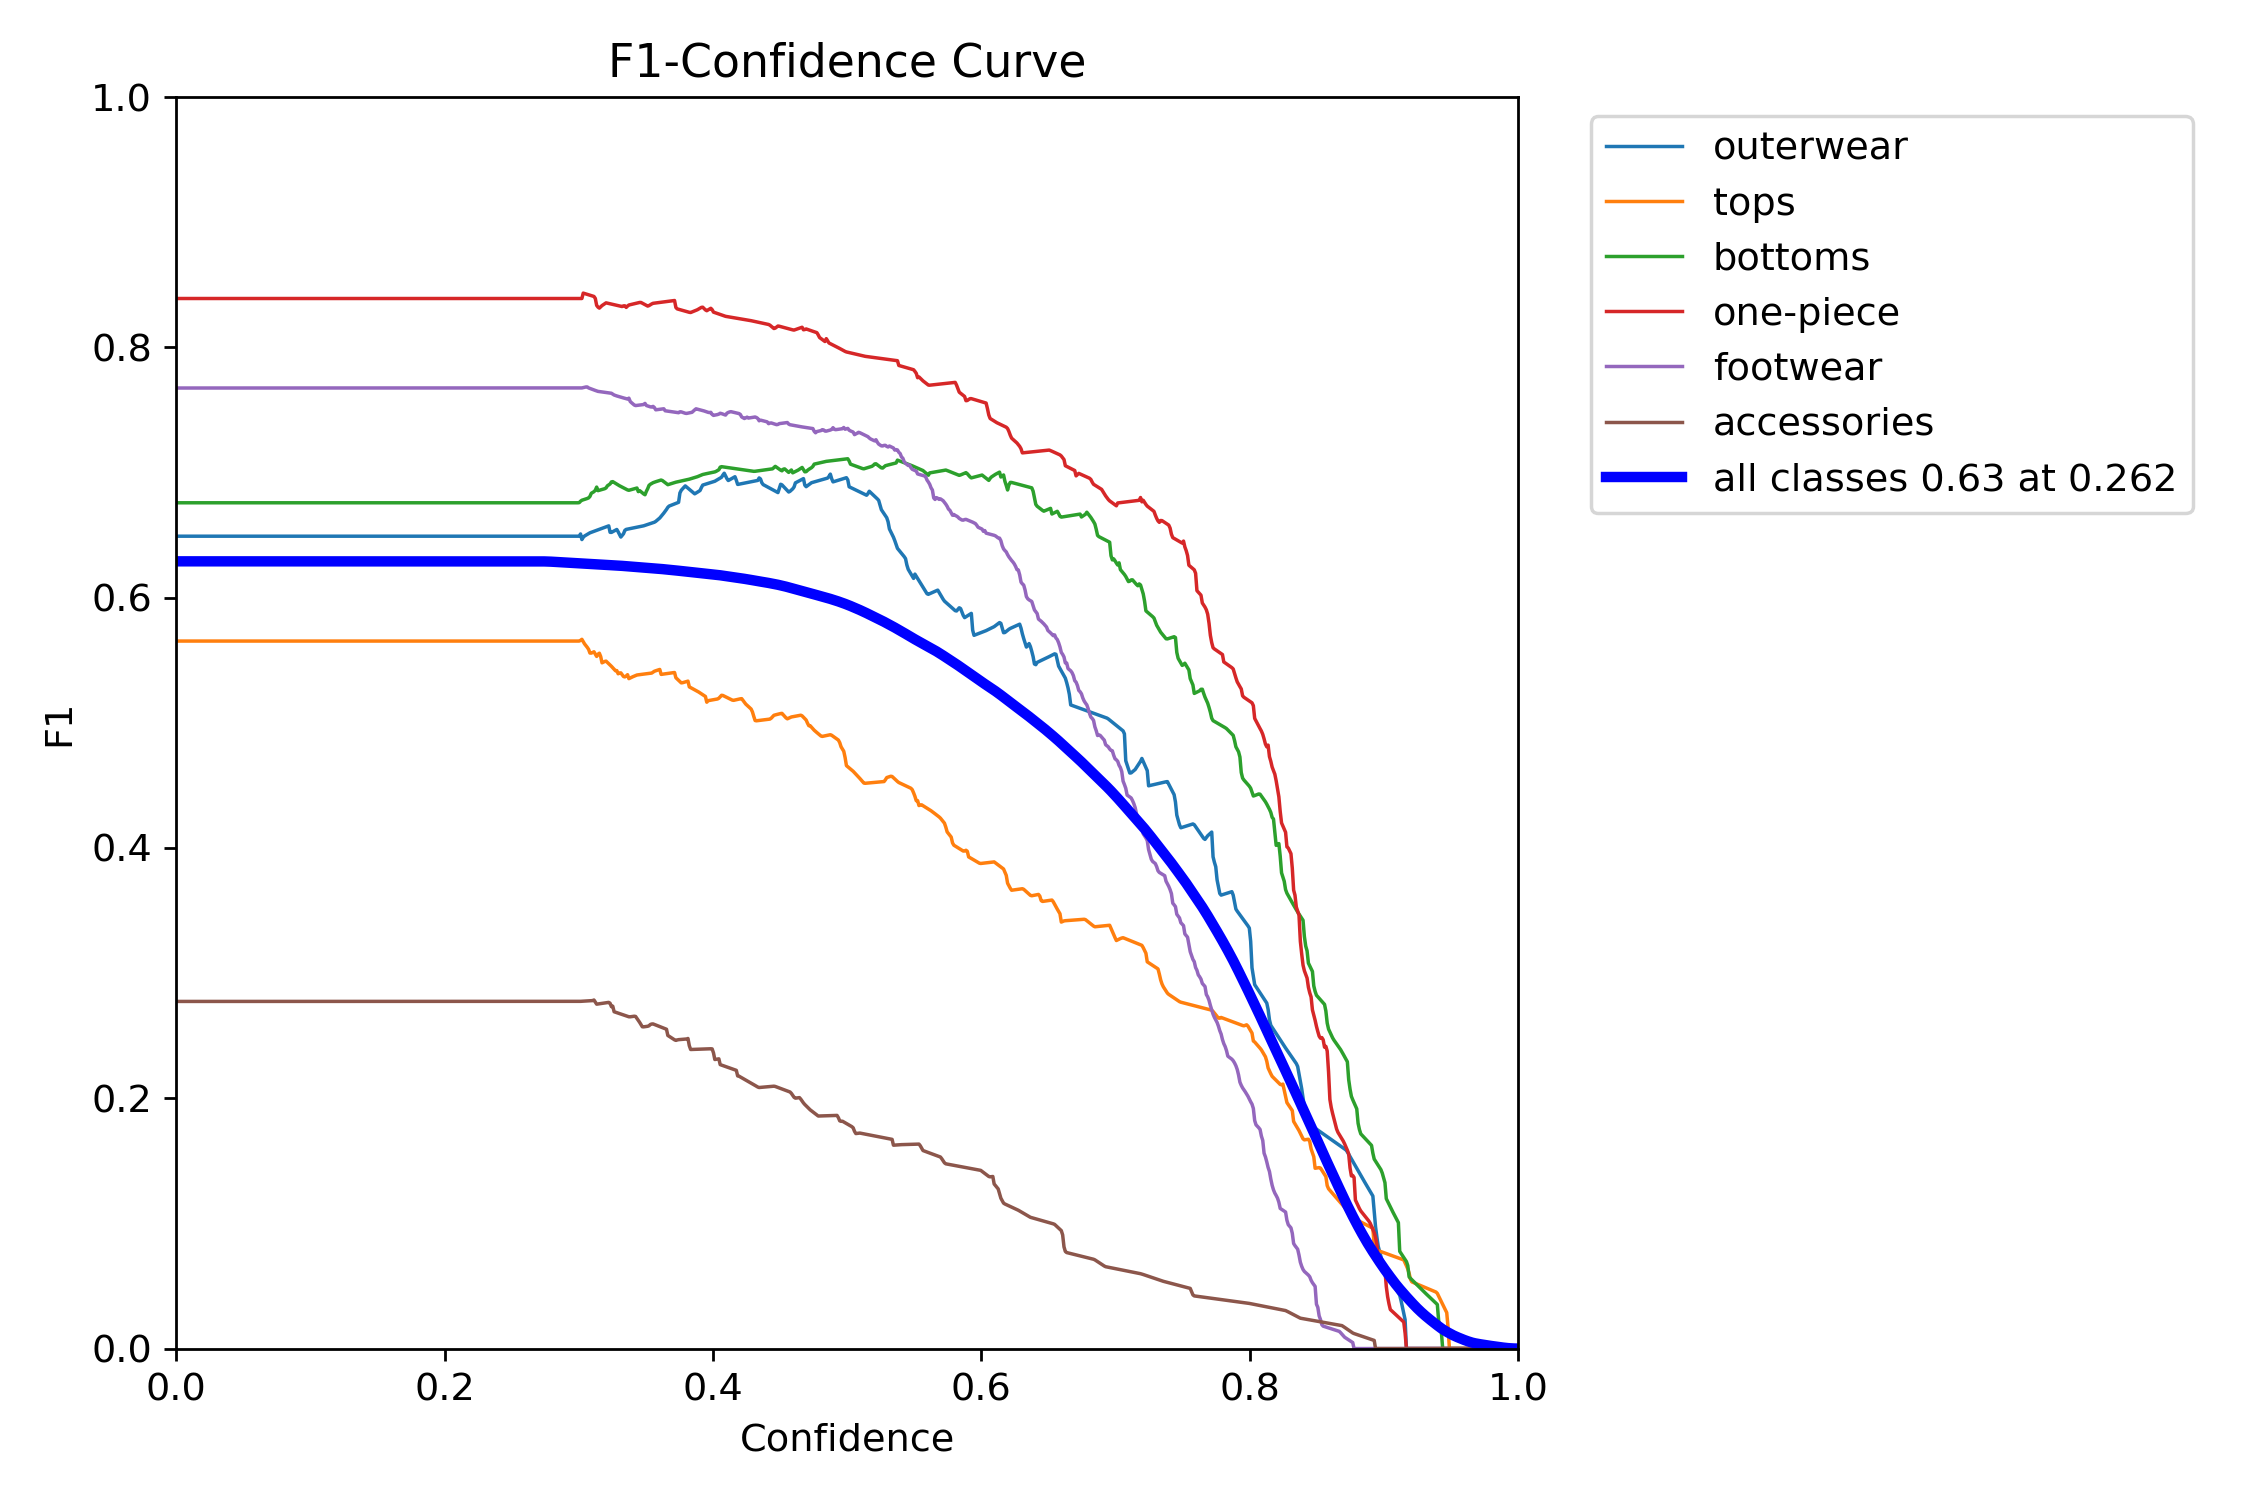 F1-Confidence Curve
1.0
0.8
0.6
0.4
0.2
0.0
F1
0.0 0.2 0.4 0.6 0.8 1.0
Confidence
outerwear
tops
bottoms
one-piece
footwear
accessories
all classes 0.63 at 0.262